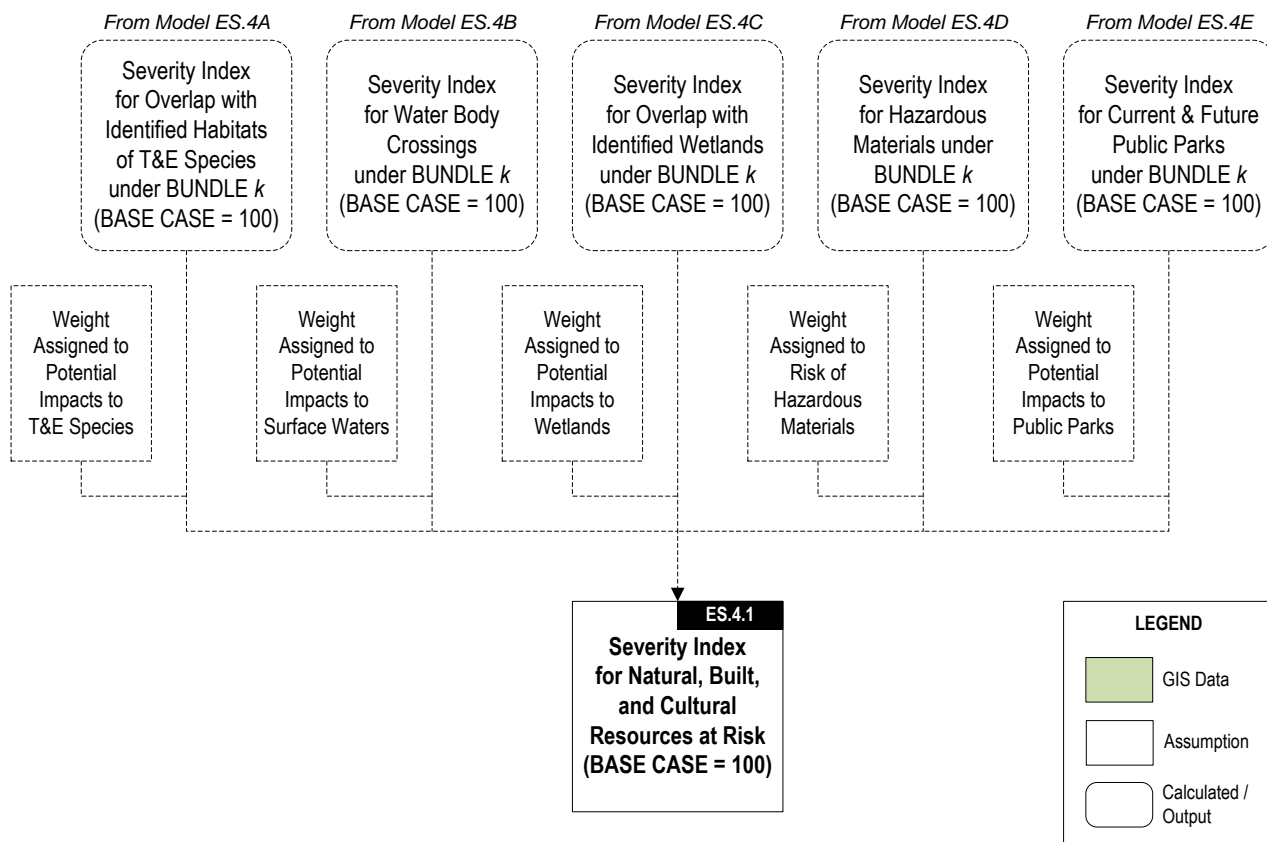 From Model ES.4A
From Model ES.4B
From Model ES.4C
From Model ES.4D
From Model ES.4E
Severity Index
for Overlap with
Identified Habitats
of T&E Species
under BUNDLE k
(BASE CASE = 100)
Severity Index
for Water Body
Crossings
under BUNDLE k
(BASE CASE = 100)
Severity Index
for Overlap with
Identified Wetlands
under BUNDLE k
(BASE CASE = 100)
Severity Index
for Hazardous
Materials under
BUNDLE k
(BASE CASE = 100)
Severity Index
for Current & Future
Public Parks
under BUNDLE k
(BASE CASE = 100)
Weight
Assigned to
Potential
Impacts to
T&E Species
Weight
Assigned to
Potential
Impacts to
Surface Waters
Weight
Assigned to
Potential
Impacts to
Wetlands
Weight
Assigned to
Risk of
Hazardous
Materials
Weight
Assigned to
Potential
Impacts to
Public Parks
ES.4.1
Severity Index
for Natural, Built,
and Cultural
Resources at Risk
(BASE CASE = 100)
LEGEND
GIS Data
Assumption
Calculated /
Output